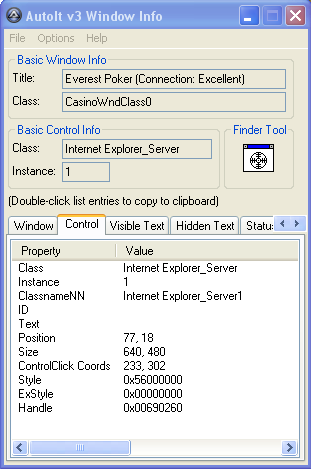 AutoIt v3 Window Info
File Options Help
Basic Window Info
Title: Everest Poker (Connection: Excellent)
Class: CasinoWndClass0
Basic Control Info
Class: Internet Explorer_Server
Instance: 1
Finder Tool
(Double-click list entries to copy to clipboard)
Window Control Visible Text Hidden Text Statu
Property Value
Class Internet Explorer_Server
Instance 1
ClassnameNN Internet Explorer_Server1
ID
Text
Position 77, 18
Size 640, 480
ControlClick Coords 233, 302
Style 0x56000000
ExStyle 0x00000000
Handle 0x00690260